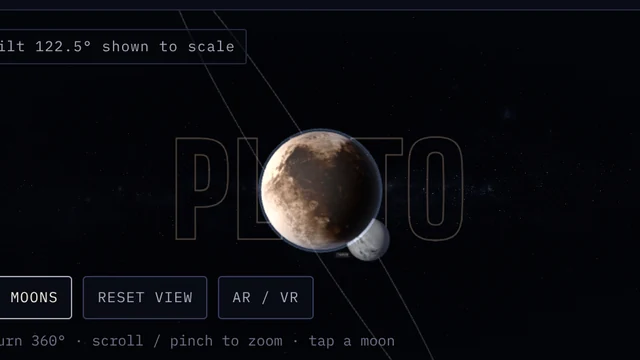 ilt 122.5° shown to scale
PLUTO
MOONS
RESET VIEW
AR / VR
urn 360° · scroll / pinch to zoom · tap a moon